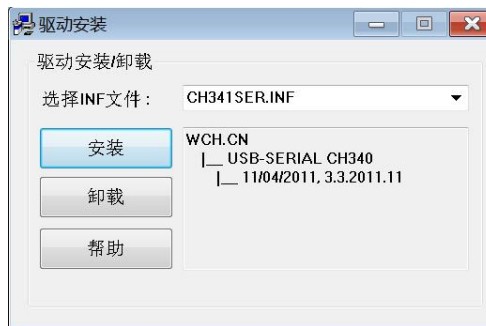 驱动安装
驱动安装/卸载
选择INF文件: CH341SER.INF
安装
卸载
帮助
WCH.CN
|__ USB-SERIAL CH340
|__ 11/04/2011, 3.3.2011.11